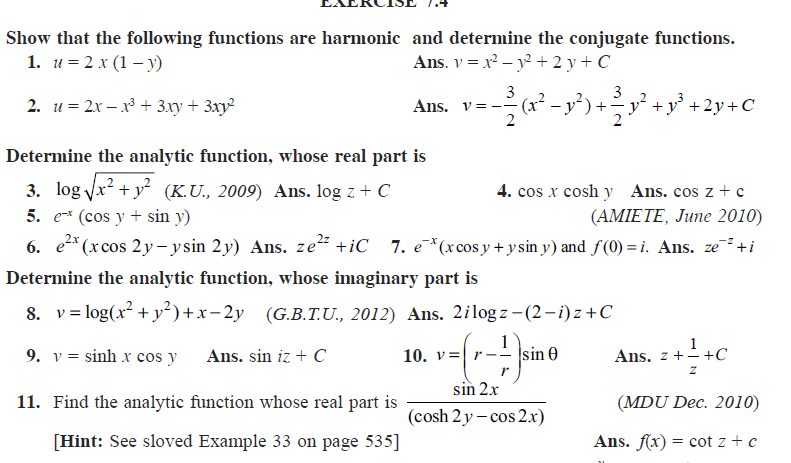 EXERCISE 7.4
Show that the following functions are harmonic and determine the conjugate functions.
1. u = 2 x (1 – y) Ans. v = x² – y² + 2 y + C
2. u = 2x – x³ + 3xy + 3xy² Ans. v = –3/2 (x² – y²) + 3/2 y² + y³ + 2y + C
Determine the analytic function, whose real part is
3. log √(x² + y²) (K.U., 2009) Ans. log z + C 4. cos x cosh y Ans. cos z + c
5. e⁻ˣ (cos y + sin y) (AMIETE, June 2010)
6. e²ˣ (x cos 2y – y sin 2y) Ans. ze²ᶻ + iC 7. e⁻ˣ (x cos y + y sin y) and f(0) = i. Ans. ze⁻ᶻ + i
Determine the analytic function, whose imaginary part is
8. v = log(x² + y²) + x – 2y (G.B.T.U., 2012) Ans. 2i log z – (2 – i) z + C
9. v = sinh x cos y Ans. sin iz + C 10. v = (r – 1/r) sin θ Ans. z + 1/z + C
11. Find the analytic function whose real part is sin 2x / (cosh 2y – cos 2x) (MDU Dec. 2010)
[Hint: See sloved Example 33 on page 535] Ans. f(x) = cot z + c